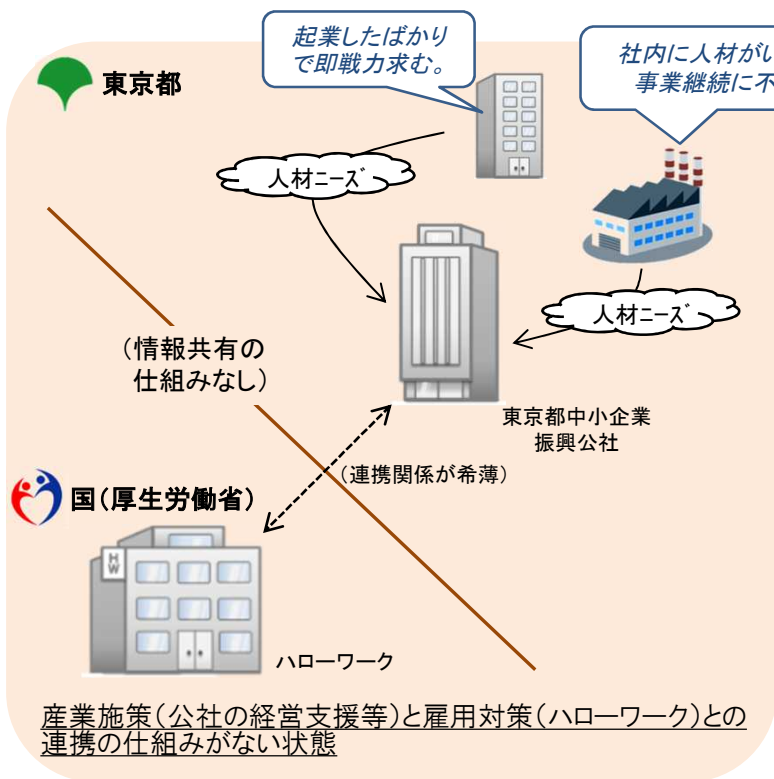 起業したばかり
で即戦力求む。
社内に人材がい
事業継続に不
東京都
人材ニーズ
人材ニーズ
(情報共有の
仕組みなし)
東京都中小企業
振興公社
(連携関係が希薄)
国(厚生労働省)
HW
ハローワーク
産業施策(公社の経営支援等)と雇用対策(ハローワーク)との
連携の仕組みがない状態